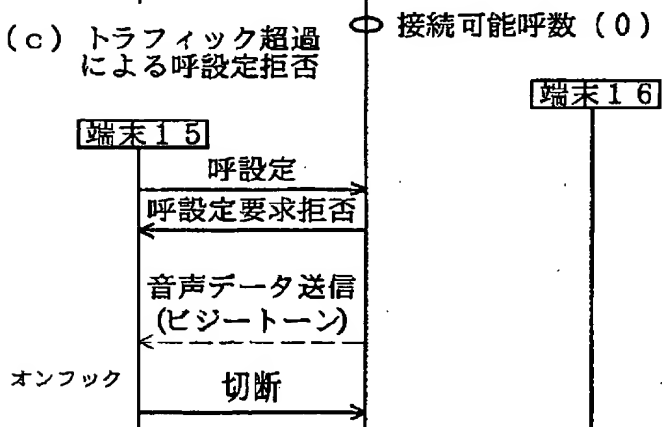 (c) トラフィック超過
による呼設定拒否
接続可能呼数(0)
端末16
端末15
呼設定
呼設定要求拒否
音声データ送信
(ビジートーン)
オンフック
切断